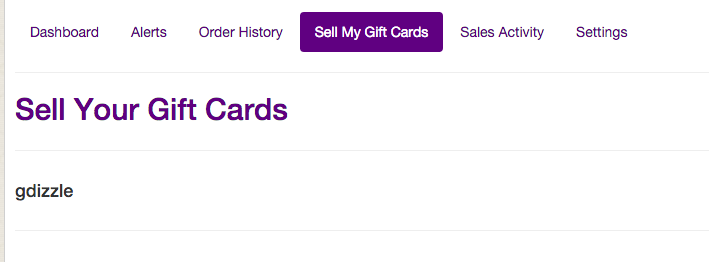 Dashboard Alerts Order History Sell My Gift Cards Sales Activity Settings
Sell Your Gift Cards
gdizzle